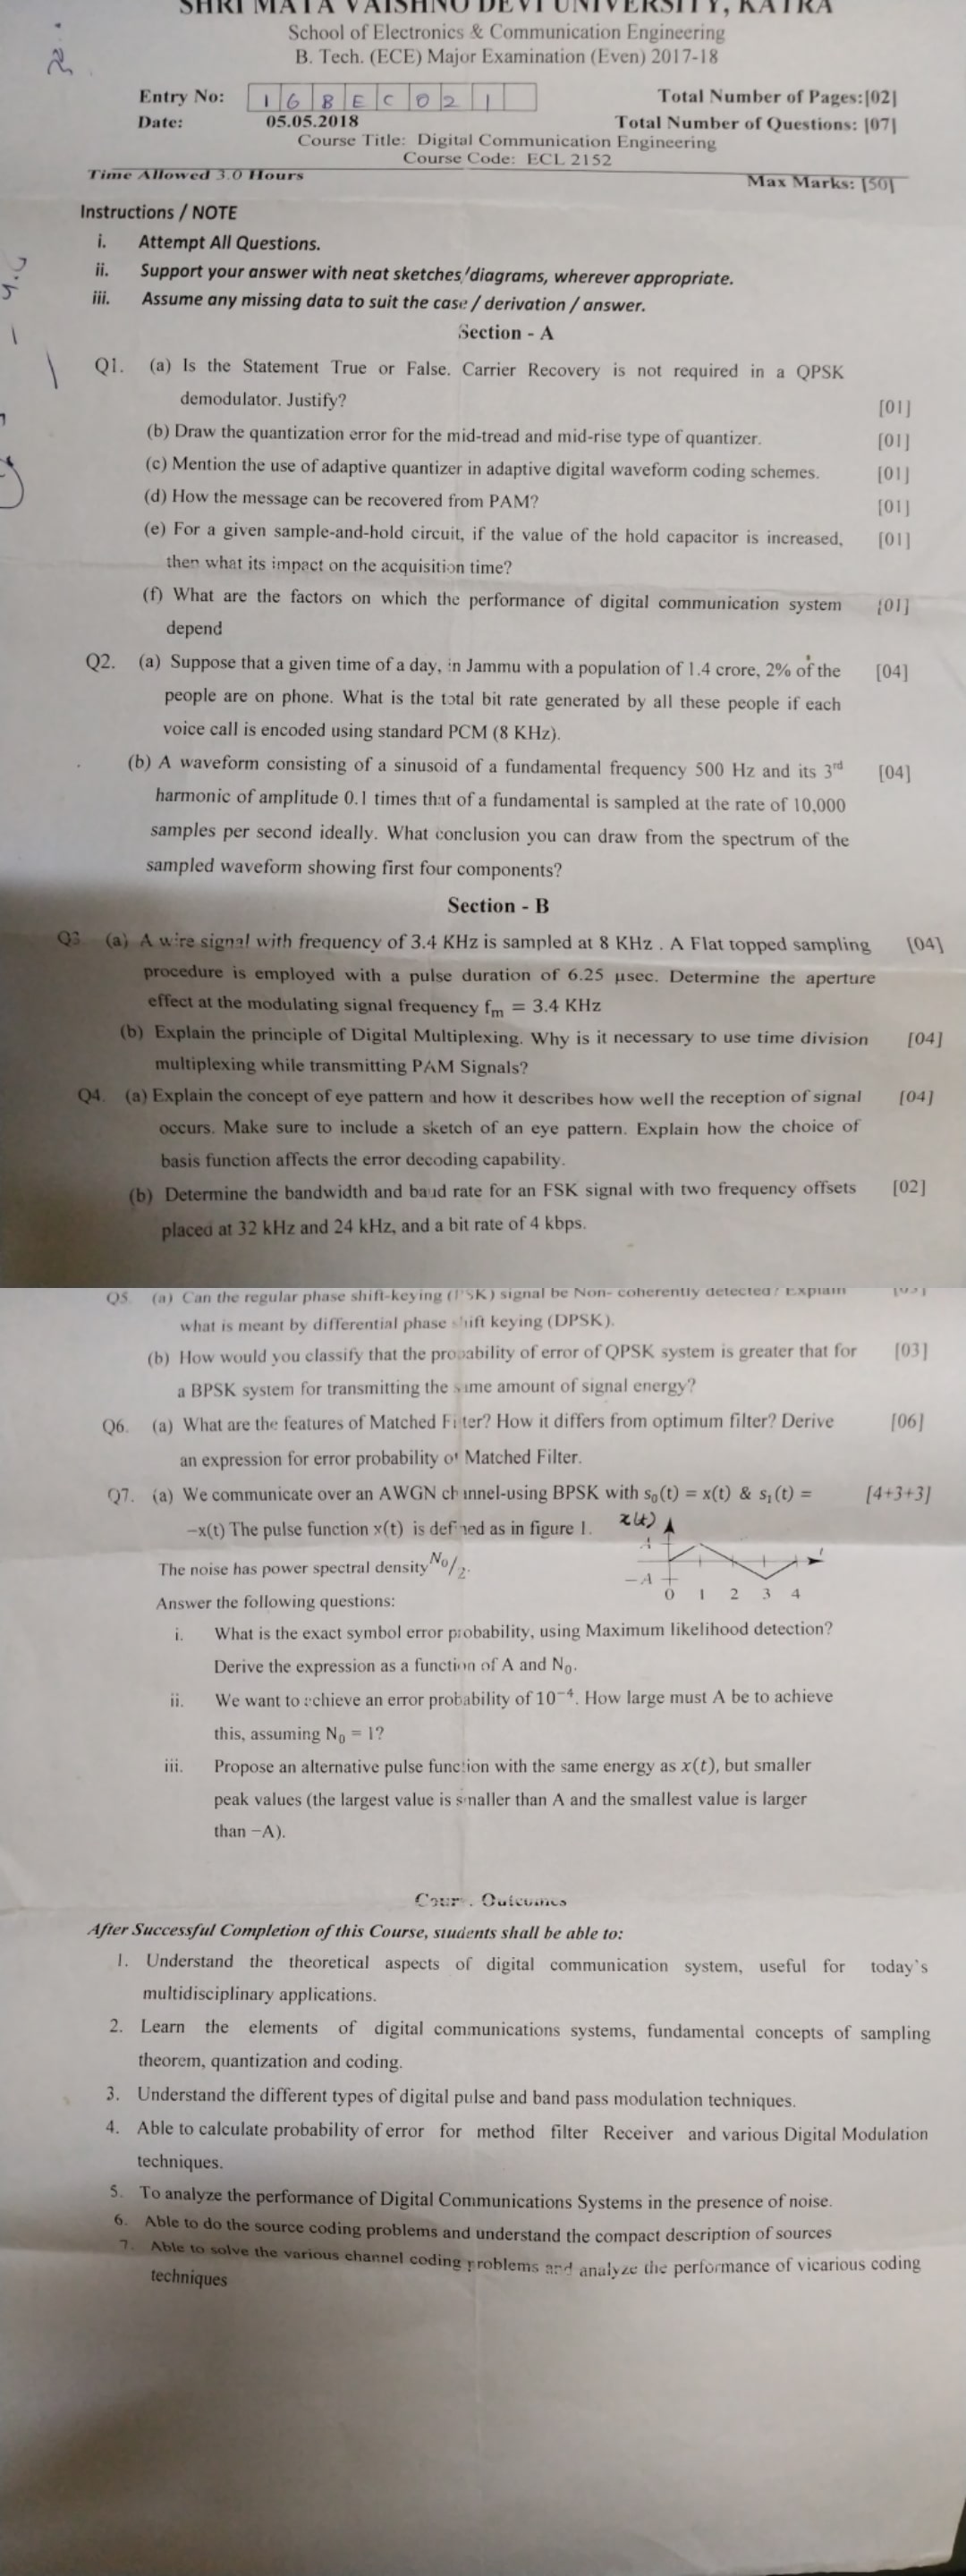 SHRI MATA VAISHNO DEVI UNIVERSITY, KATRA
School of Electronics & Communication Engineering
B. Tech. (ECE) Major Examination (Even) 2017-18
Entry No: 16BEC021 Total Number of Pages:[02]
Date: 05.05.2018 Total Number of Questions: [07]
Course Title: Digital Communication Engineering
Course Code: ECL 2152
Time Allowed 3.0 Hours Max Marks: [50]
Instructions / NOTE
i. Attempt All Questions.
ii. Support your answer with neat sketches/diagrams, wherever appropriate.
iii. Assume any missing data to suit the case / derivation / answer.
Section - A
Q1. (a) Is the Statement True or False. Carrier Recovery is not required in a QPSK
demodulator. Justify? [01]
(b) Draw the quantization error for the mid-tread and mid-rise type of quantizer. [01]
(c) Mention the use of adaptive quantizer in adaptive digital waveform coding schemes. [01]
(d) How the message can be recovered from PAM? [01]
(e) For a given sample-and-hold circuit, if the value of the hold capacitor is increased, [01]
then what its impact on the acquisition time?
(f) What are the factors on which the performance of digital communication system [01]
depend
Q2. (a) Suppose that a given time of a day, in Jammu with a population of 1.4 crore, 2% of the [04]
people are on phone. What is the total bit rate generated by all these people if each
voice call is encoded using standard PCM (8 KHz).
(b) A waveform consisting of a sinusoid of a fundamental frequency 500 Hz and its 3rd [04]
harmonic of amplitude 0.1 times that of a fundamental is sampled at the rate of 10,000
samples per second ideally. What conclusion you can draw from the spectrum of the
sampled waveform showing first four components?
Section - B
Q3 (a) A wire signal with frequency of 3.4 KHz is sampled at 8 KHz . A Flat topped sampling [04]
procedure is employed with a pulse duration of 6.25 µsec. Determine the aperture
effect at the modulating signal frequency fm = 3.4 KHz
(b) Explain the principle of Digital Multiplexing. Why is it necessary to use time division [04]
multiplexing while transmitting PAM Signals?
Q4. (a) Explain the concept of eye pattern and how it describes how well the reception of signal [04]
occurs. Make sure to include a sketch of an eye pattern. Explain how the choice of
basis function affects the error decoding capability.
(b) Determine the bandwidth and baud rate for an FSK signal with two frequency offsets [02]
placed at 32 kHz and 24 kHz, and a bit rate of 4 kbps.
Q5. (a) Can the regular phase shift-keying (PSK) signal be Non- coherently detected? Explain
what is meant by differential phase shift keying (DPSK).
(b) How would you classify that the probability of error of QPSK system is greater that for [03]
a BPSK system for transmitting the same amount of signal energy?
Q6. (a) What are the features of Matched Filter? How it differs from optimum filter? Derive [06]
an expression for error probability of Matched Filter.
Q7. (a) We communicate over an AWGN channel-using BPSK with s₀(t) = x(t) & s₁(t) = [4+3+3]
−x(t) The pulse function x(t) is defined as in figure 1. x(t)
A
The noise has power spectral density N₀/2.
−A
0 1 2 3 4
Answer the following questions:
i. What is the exact symbol error probability, using Maximum likelihood detection?
Derive the expression as a function of A and N₀.
ii. We want to achieve an error probability of 10⁻⁴. How large must A be to achieve
this, assuming N₀ = 1?
iii. Propose an alternative pulse function with the same energy as x(t), but smaller
peak values (the largest value is smaller than A and the smallest value is larger
than −A).
Course Outcomes
After Successful Completion of this Course, students shall be able to:
1. Understand the theoretical aspects of digital communication system, useful for today's
multidisciplinary applications.
2. Learn the elements of digital communications systems, fundamental concepts of sampling
theorem, quantization and coding.
3. Understand the different types of digital pulse and band pass modulation techniques.
4. Able to calculate probability of error for method filter Receiver and various Digital Modulation
techniques.
5. To analyze the performance of Digital Communications Systems in the presence of noise.
6. Able to do the source coding problems and understand the compact description of sources
7. Able to solve the various channel coding problems and analyze the performance of vicarious coding
techniques